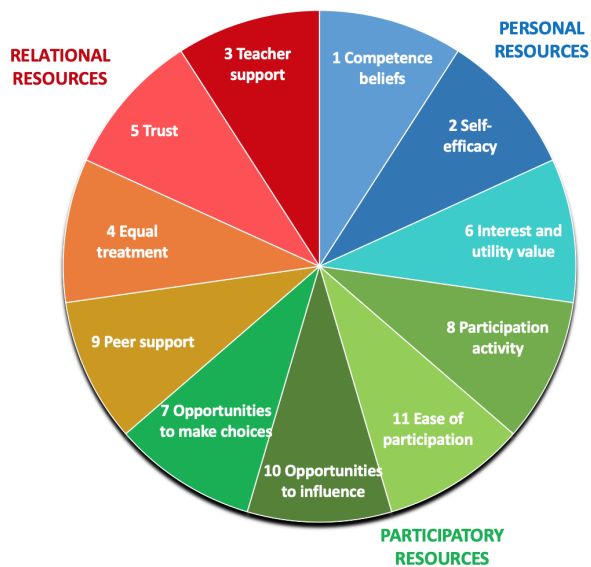 RELATIONAL
RESOURCES
PERSONAL
RESOURCES
3 Teacher
support
1 Competence
beliefs
5 Trust
2 Self-
efficacy
4 Equal
treatment
6 Interest and
utility value
9 Peer support
8 Participation
activity
7 Opportunities
to make choices
11 Ease of
participation
10 Opportunities
to influence
PARTICIPATORY
RESOURCES